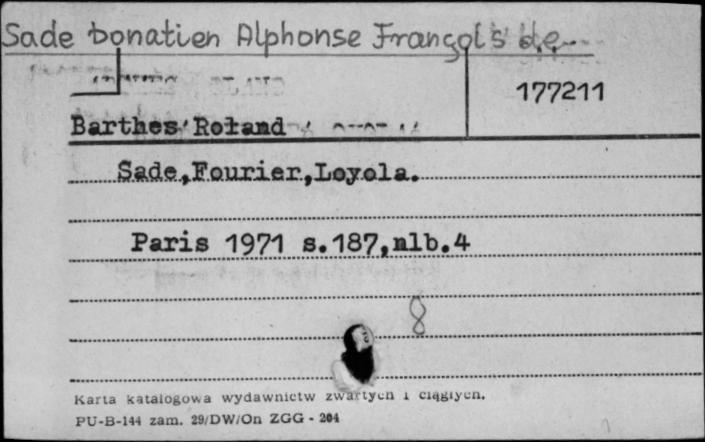 Sade Donatien Alphonse François de
177211
Barthes Roland
Sade,Fourier,Loyola.
Paris 1971 s.187,nlb.4
8
Karta katalogowa wydawnictw zwartych i ciągłych.
PU-B-144 zam. 29/DW/On ZGG - 204